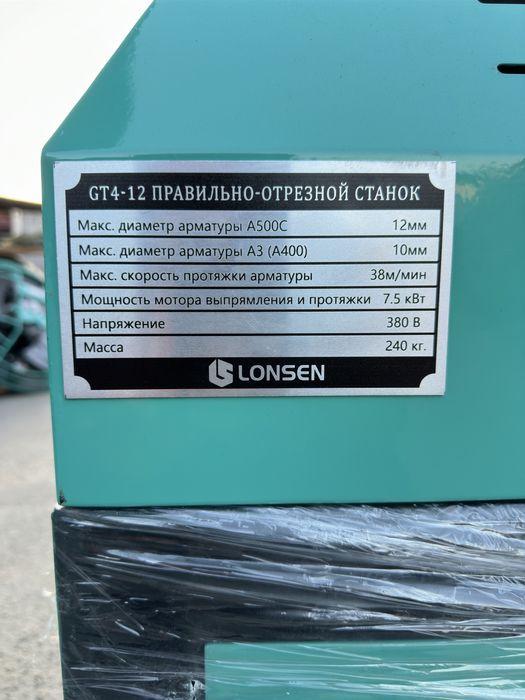 GT4-12 ПРАВИЛЬНО-ОТРЕЗНОЙ СТАНОК
Макс. диаметр арматуры А500С 12мм
Макс. диаметр арматуры А3 (А400) 10мм
Макс. скорость протяжки арматуры 38м/мин
Мощность мотора выпрямления и протяжки 7.5 кВт
Напряжение 380 В
Масса 240 кг.
LONSEN